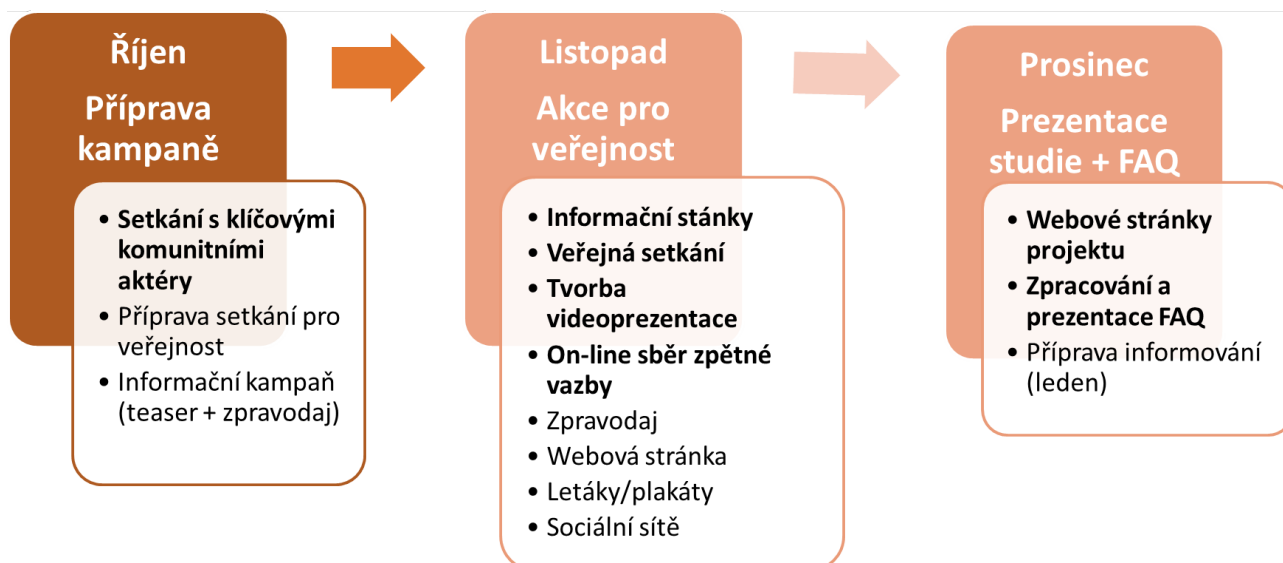 Říjen
Příprava
kampaně
• Setkání s klíčovými
komunitními
aktéry
• Příprava setkání pro
veřejnost
• Informační kampaň
(teaser + zpravodaj)
Listopad
Akce pro
veřejnost
• Informační stánky
• Veřejná setkání
• Tvorba
videoprezentace
• On-line sběr zpětné
vazby
• Zpravodaj
• Webová stránka
• Letáky/plakáty
• Sociální sítě
Prosinec
Prezentace
studie + FAQ
• Webové stránky
projektu
• Zpracování a
prezentace FAQ
• Příprava informování
(leden)